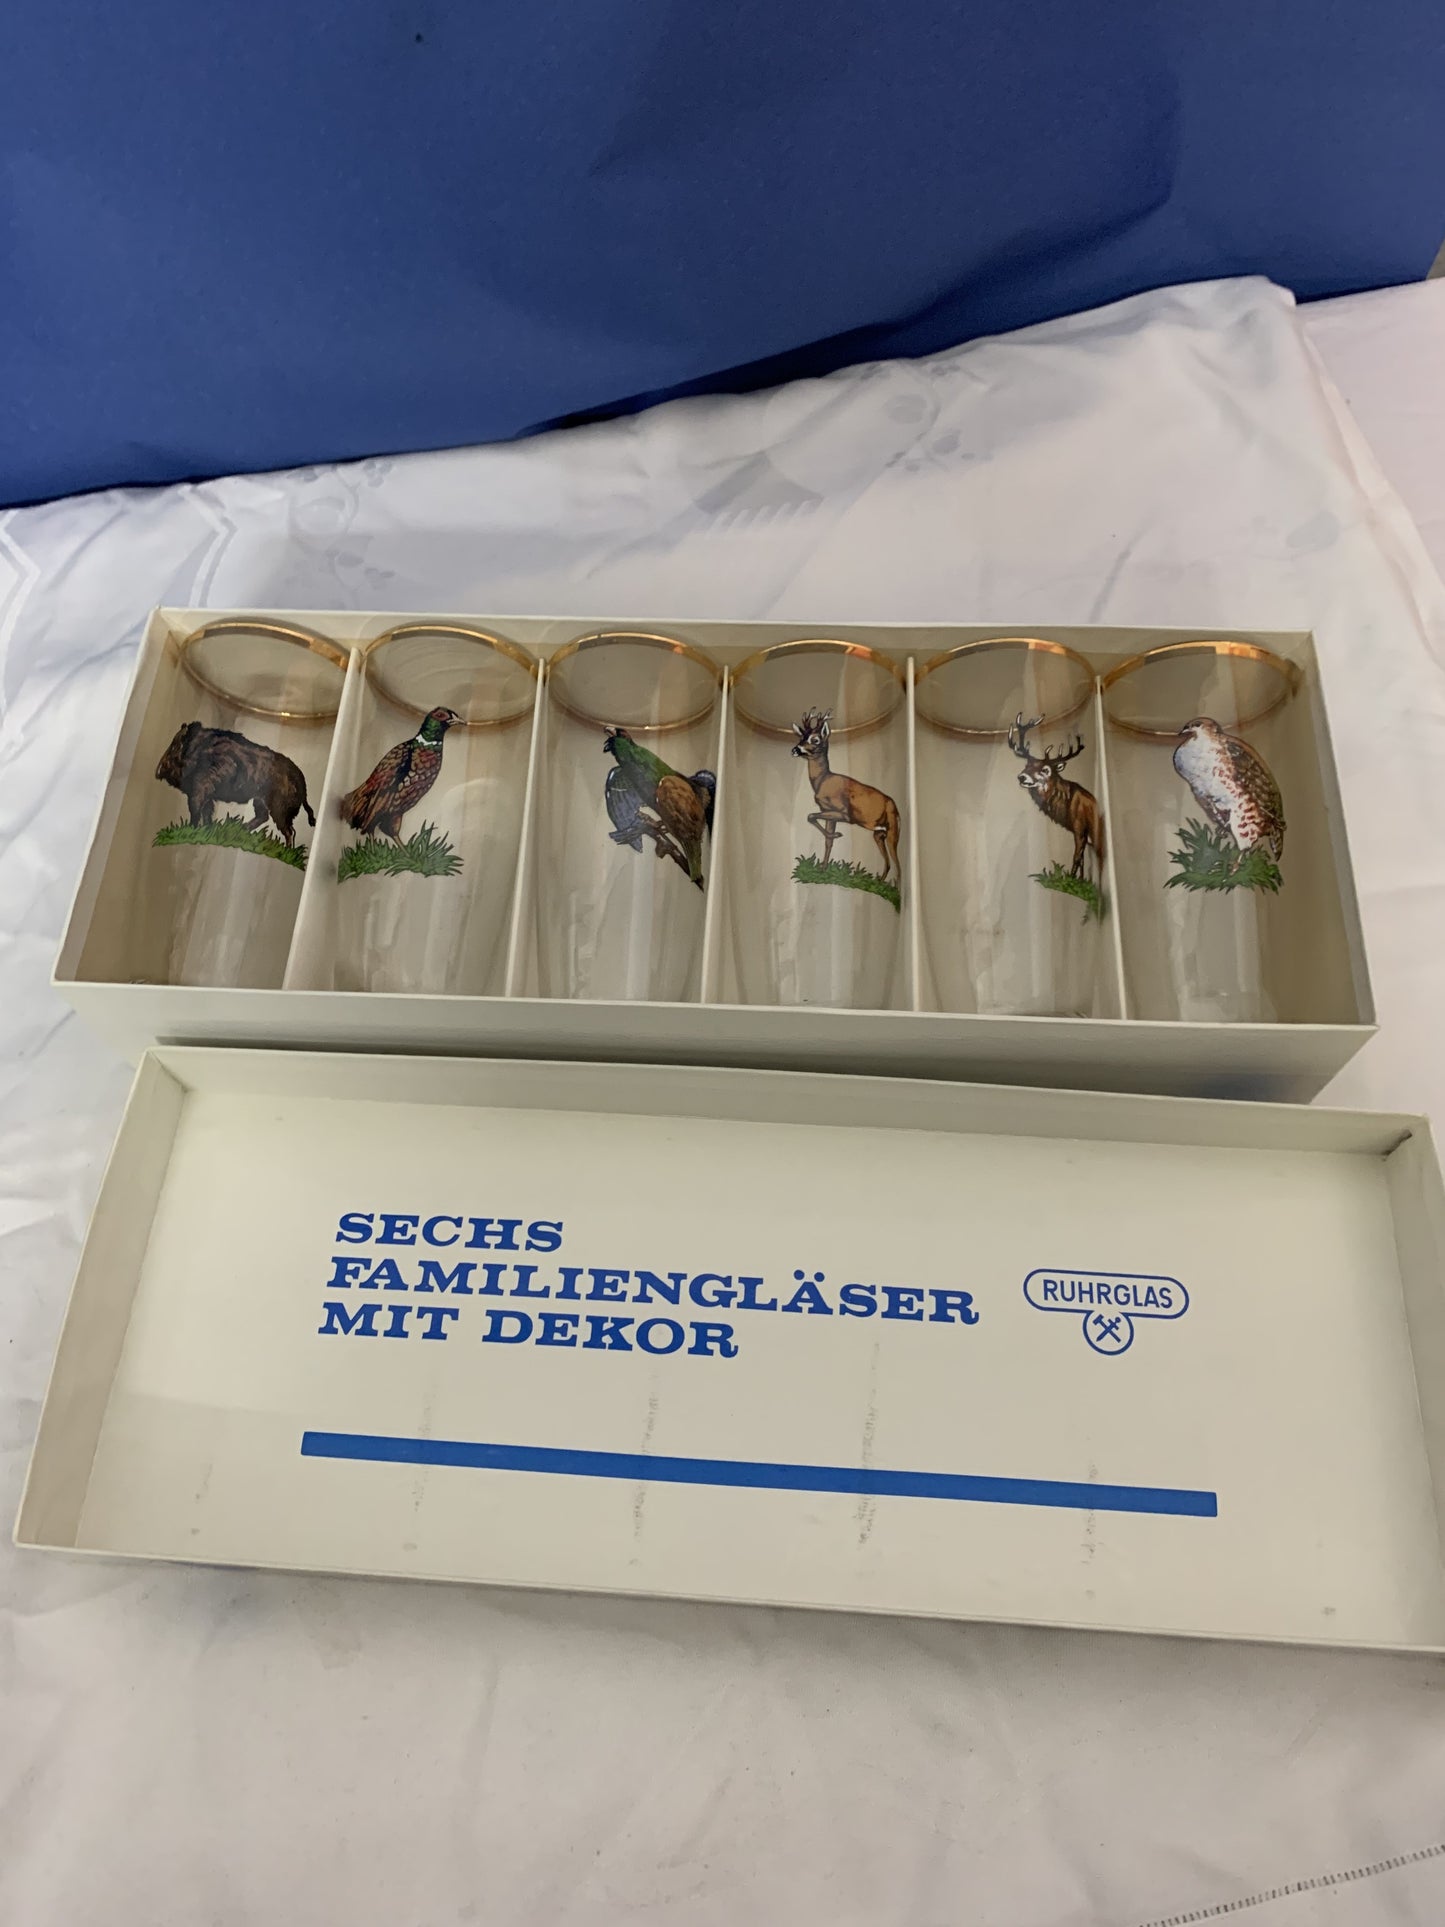 SECHS
FAMILIENGLÄSER
MIT DEKOR
RUHRGLAS